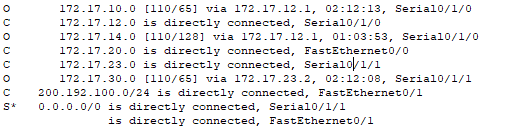 O 172.17.10.0 [110/65] via 172.17.12.1, 02:12:13, Serial0/1/0
C 172.17.12.0 is directly connected, Serial0/1/0
O 172.17.14.0 [110/128] via 172.17.12.1, 01:03:53, Serial0/1/0
C 172.17.20.0 is directly connected, FastEthernet0/0
C 172.17.23.0 is directly connected, Serial0/1/1
O 172.17.30.0 [110/65] via 172.17.23.2, 02:12:08, Serial0/1/1
C 200.192.100.0/24 is directly connected, FastEthernet0/1
S* 0.0.0.0/0 is directly connected, Serial0/1/1
is directly connected, FastEthernet0/1